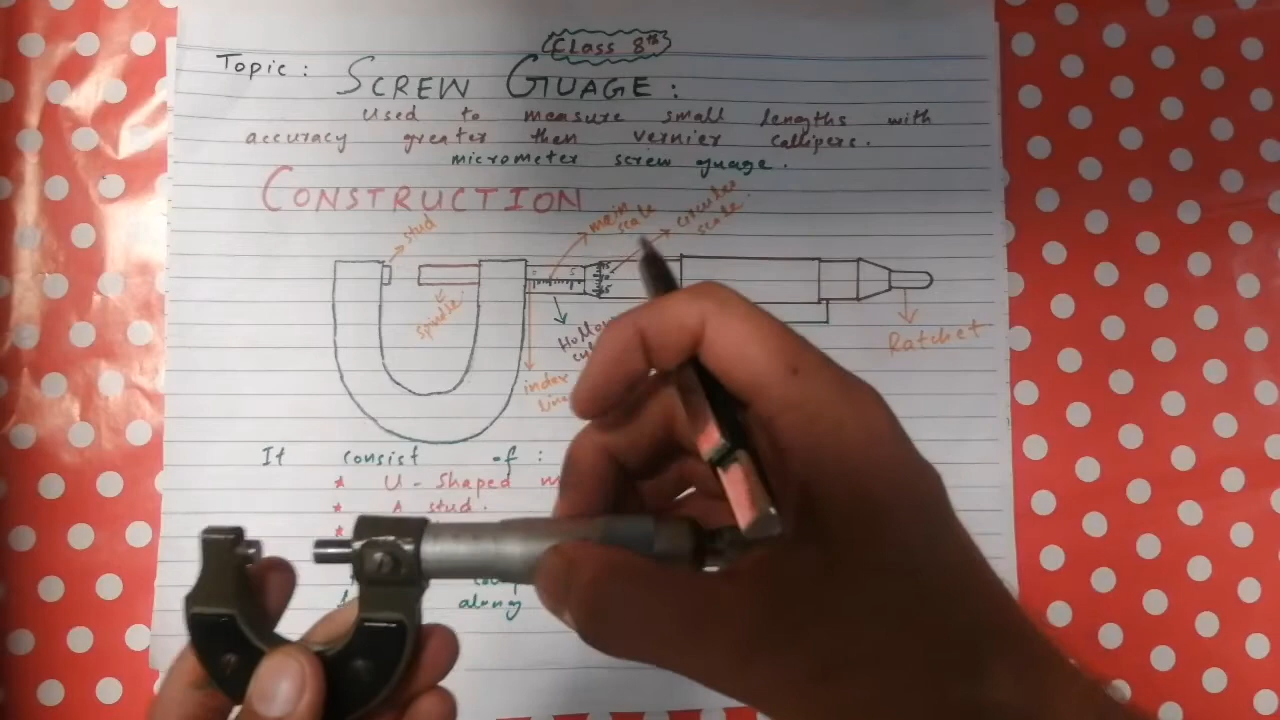 Class 8th
Topic: SCREW GUAGE:
Used to measure small lengths with
accuracy greater then vernier callipers.
micrometer screw guage.
CONSTRUCTION
stud
main scale
circular scale
spindle
index line
Ratchet
It consist of :
* U-shaped
* A stud.
*
along